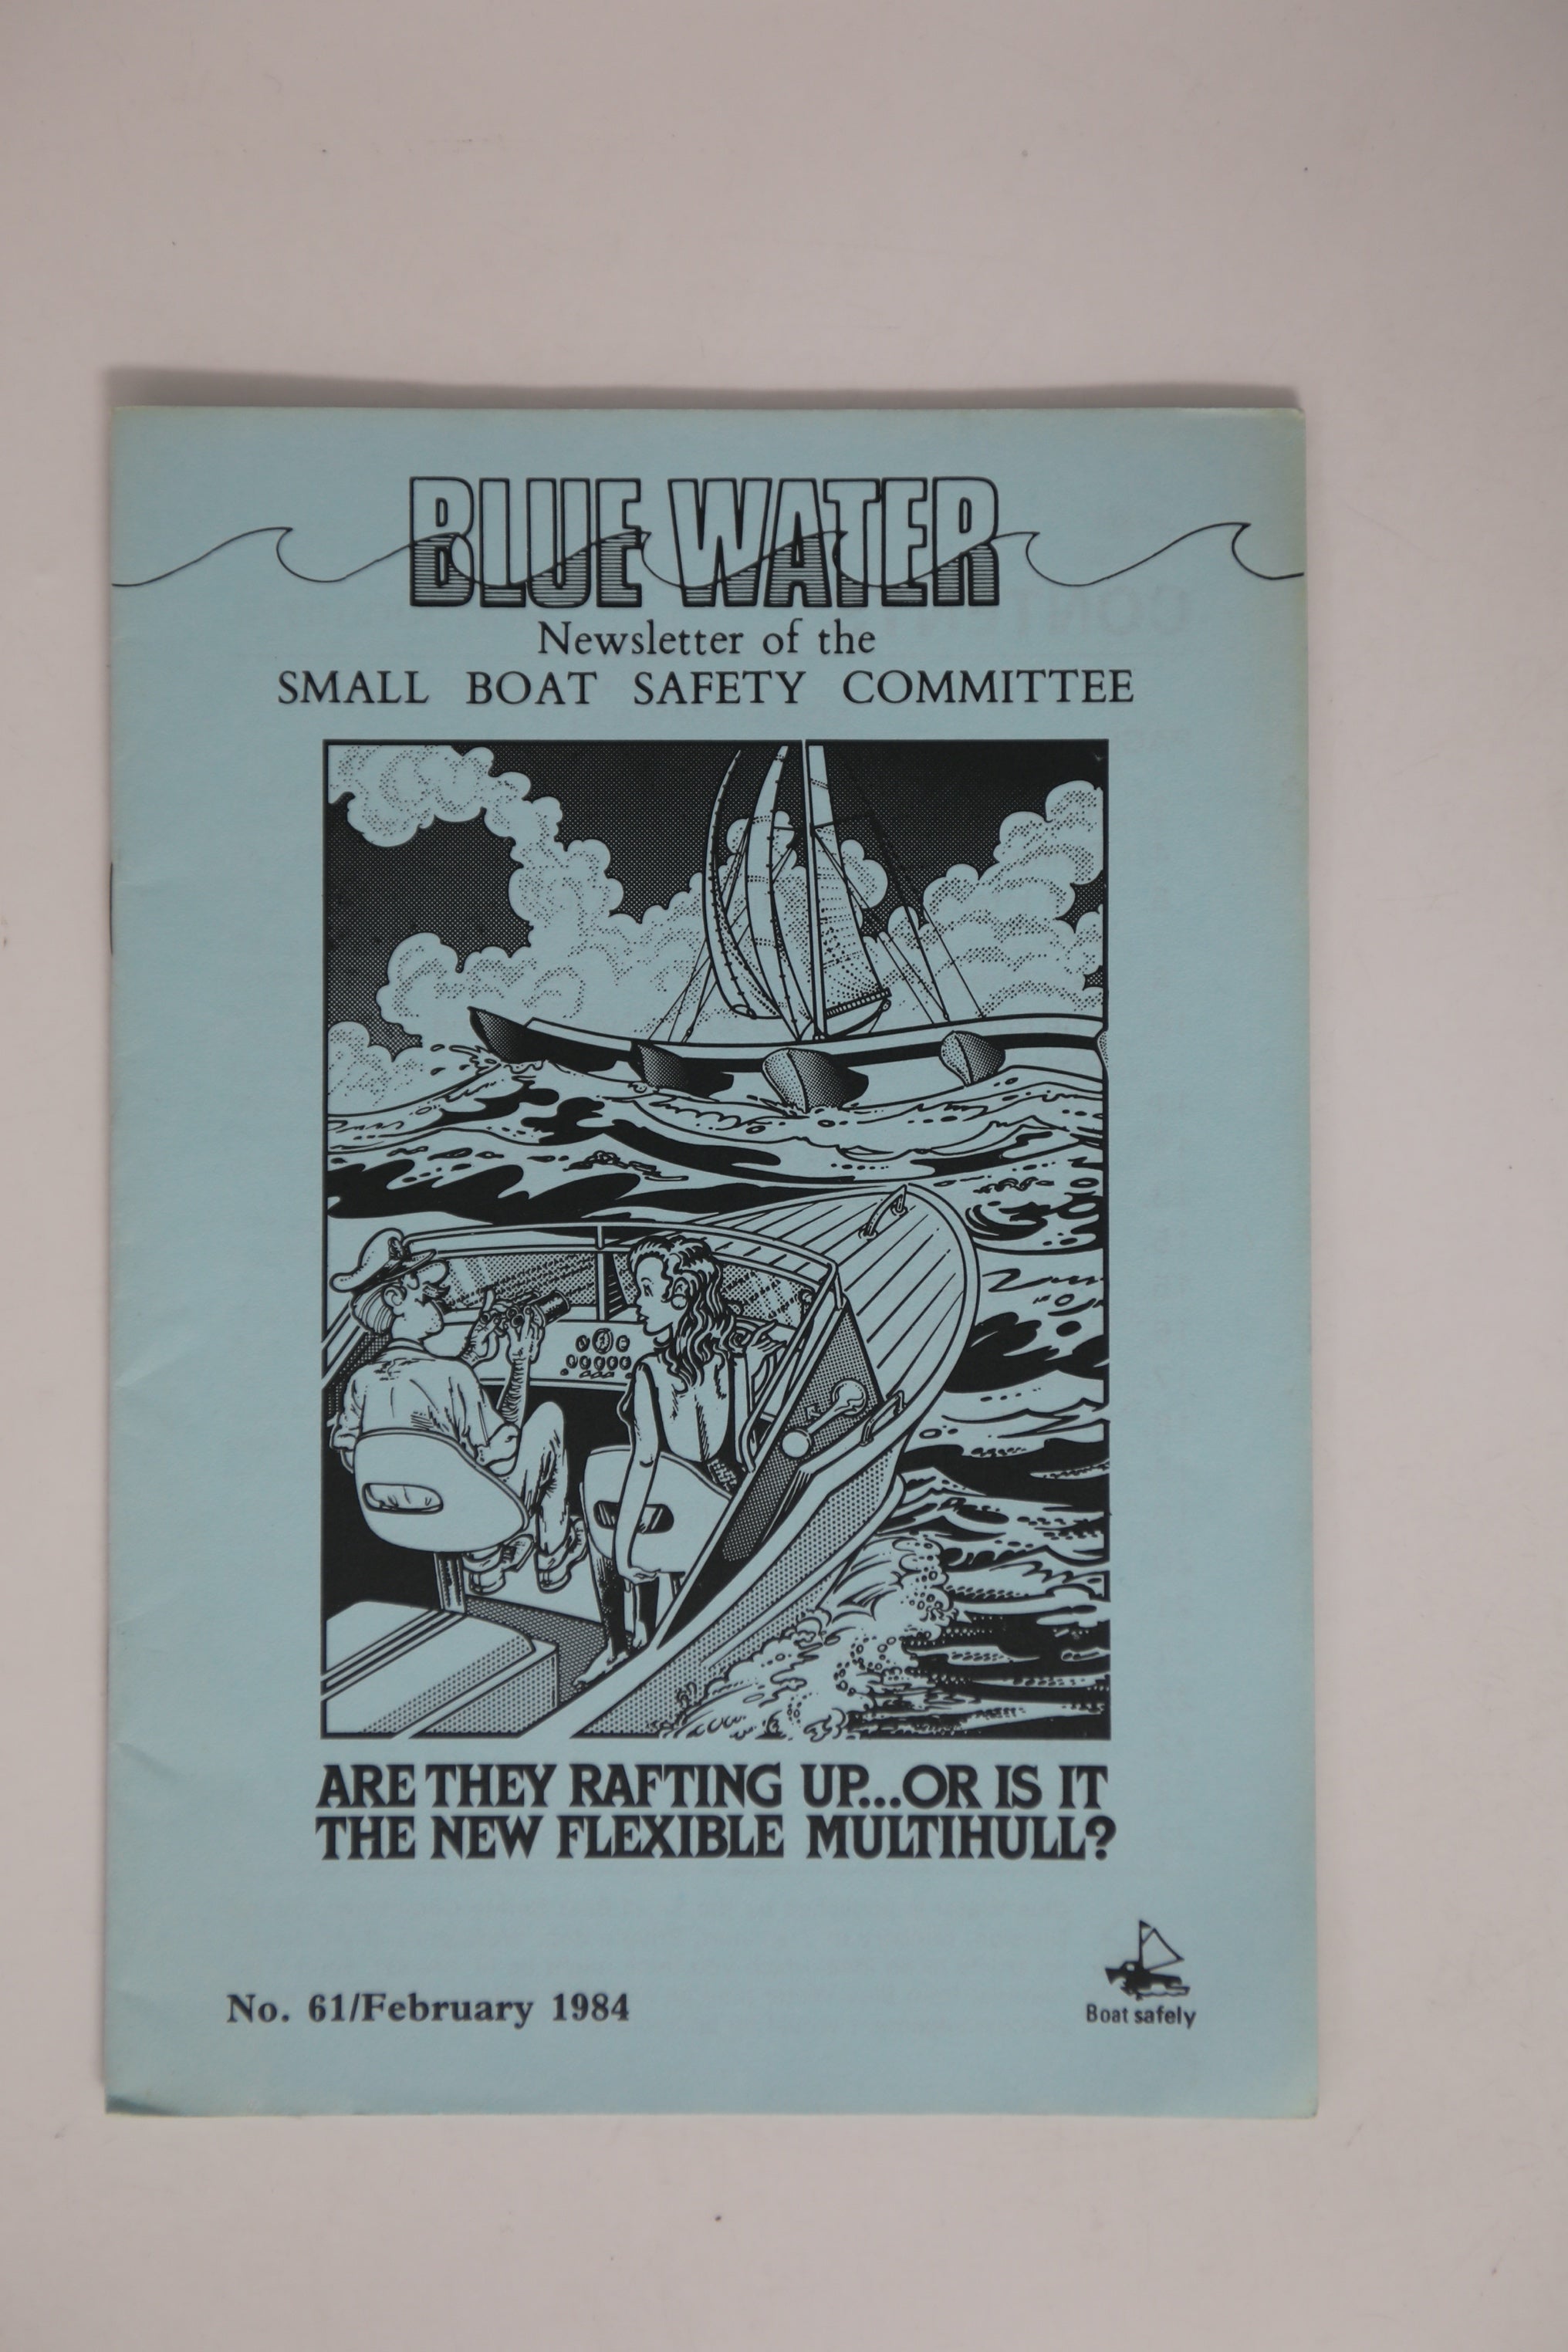 BLUE WATER
Newsletter of the
SMALL BOAT SAFETY COMMITTEE
ARE THEY RAFTING UP...OR IS IT
THE NEW FLEXIBLE MULTIHULL?
No. 61/February 1984
Boat safely